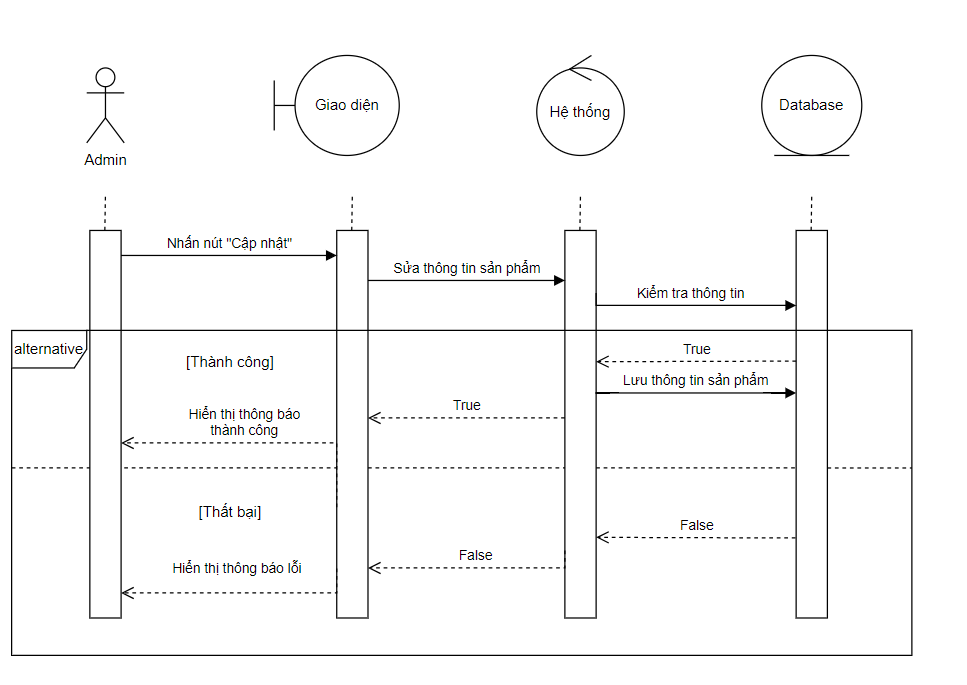 Giao diện
Hệ thống
Database
Admin
Nhấn nút "Cập nhật"
Sửa thông tin sản phẩm
Kiểm tra thông tin
alternative
[Thành công]
True
Lưu thông tin sản phẩm
True
Hiển thị thông báo
thành công
[Thất bại]
False
False
Hiển thị thông báo lỗi